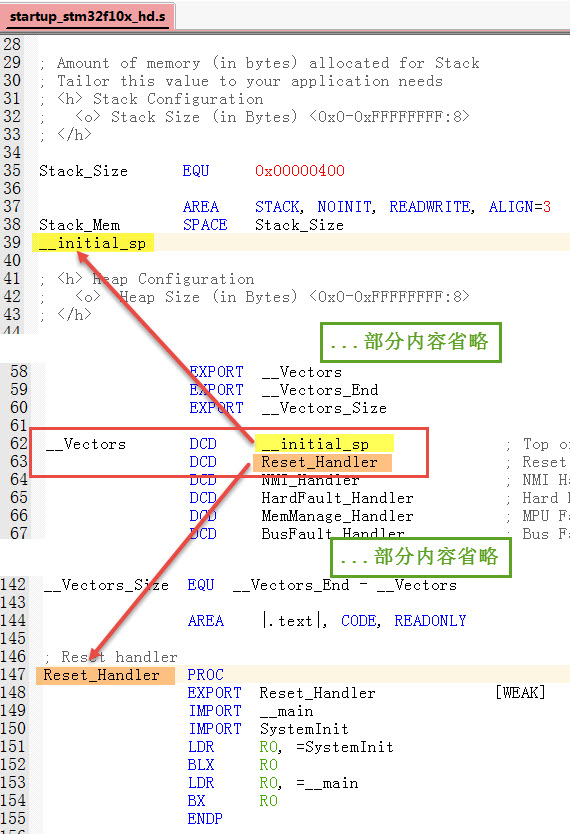 startup_stm32f10x_hd.s
28
29 ; Amount of memory (in bytes) allocated for Stack
30 ; Tailor this value to your application needs
31 ; <h> Stack Configuration
32 ;   <o> Stack Size (in Bytes) <0x0-0xFFFFFFFF:8>
33 ; </h>
34
35 Stack_Size EQU 0x00000400
36
37 AREA STACK, NOINIT, READWRITE, ALIGN=3
38 Stack_Mem SPACE Stack_Size
39 __initial_sp
40
41 ; <h> Heap Configuration
42 ;   <o> Heap Size (in Bytes) <0x0-0xFFFFFFFF:8>
43 ; </h>
44
...部分内容省略
58 EXPORT __Vectors
59 EXPORT __Vectors_End
60 EXPORT __Vectors_Size
61
62 __Vectors DCD __initial_sp ; Top o
63 DCD Reset_Handler ; Reset
64 DCD NMI_Handler ; NMI Ha
65 DCD HardFault_Handler ; Hard
66 DCD MemManage_Handler ; MPU Fa
67 DCD BusFault_Handler ; Bus Fa
...部分内容省略
142 __Vectors_Size EQU __Vectors_End - __Vectors
143
144 AREA |.text|, CODE, READONLY
145
146 ; Reset handler
147 Reset_Handler PROC
148 EXPORT Reset_Handler [WEAK]
149 IMPORT __main
150 IMPORT SystemInit
151 LDR R0, =SystemInit
152 BLX R0
153 LDR R0, =__main
154 BX R0
155 ENDP